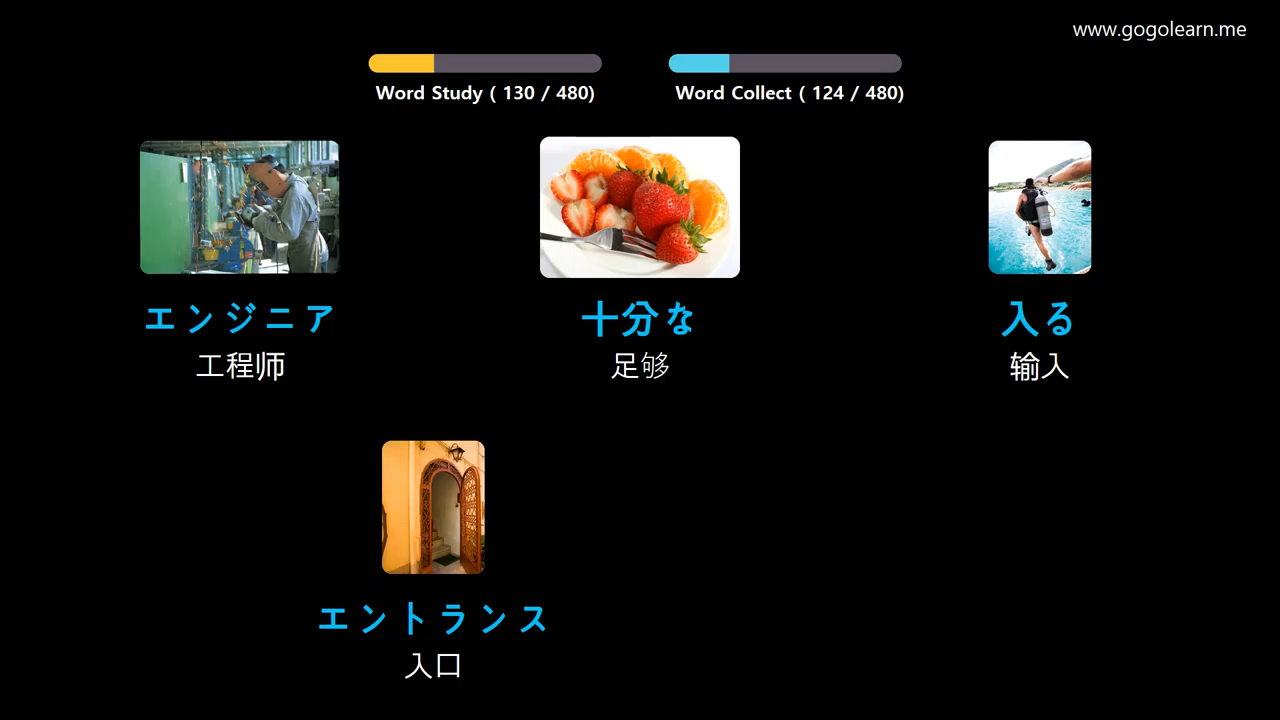 www.gogolearn.me
Word Study ( 130 / 480)
Word Collect ( 124 / 480)
エンジニア
工程师
十分な
足够
入る
输入
エントランス
入口